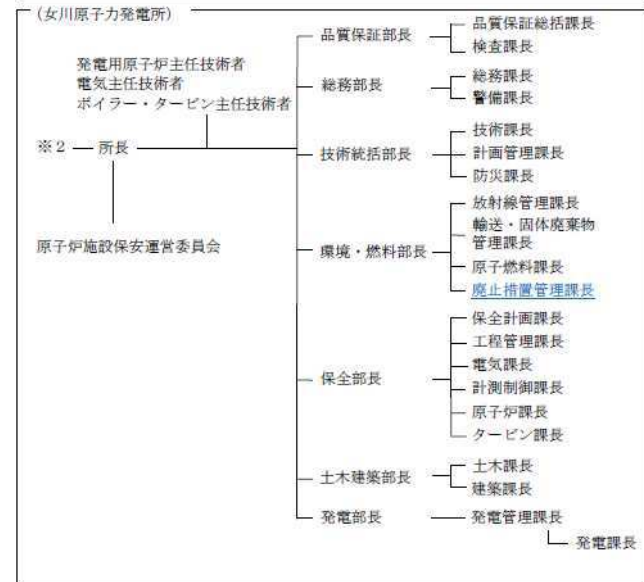 (女川原子力発電所)
発電用原子炉主任技術者
電気主任技術者
ボイラー・タービン主任技術者
※2
所長
原子炉施設保安運営委員会
品質保証部長
品質保証総括課長
検査課長
総務部長
総務課長
警備課長
技術統括部長
技術課長
計画管理課長
防災課長
環境・燃料部長
放射線管理課長
輸送・固体廃棄物
管理課長
原子燃料課長
廃止措置管理課長
保全部長
保全計画課長
工程管理課長
電気課長
計測制御課長
原子炉課長
タービン課長
土木建築部長
土木課長
建築課長
発電部長
発電管理課長
発電課長